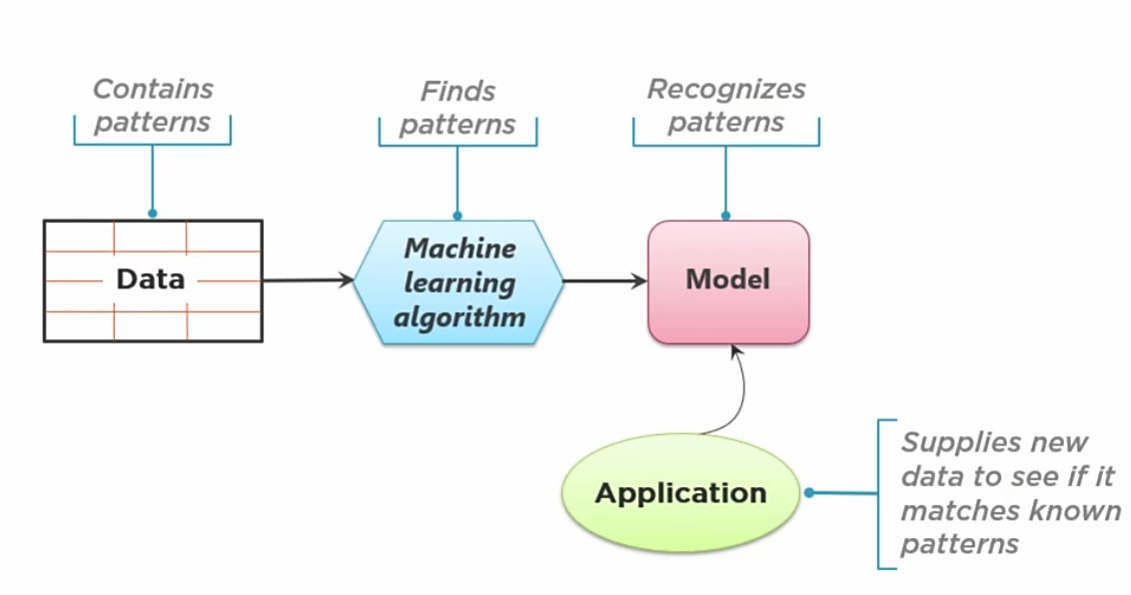 Contains
patterns
Finds
patterns
Recognizes
patterns
Data
Machine
learning
algorithm
Model
Application
Supplies new
data to see if it
matches known
patterns